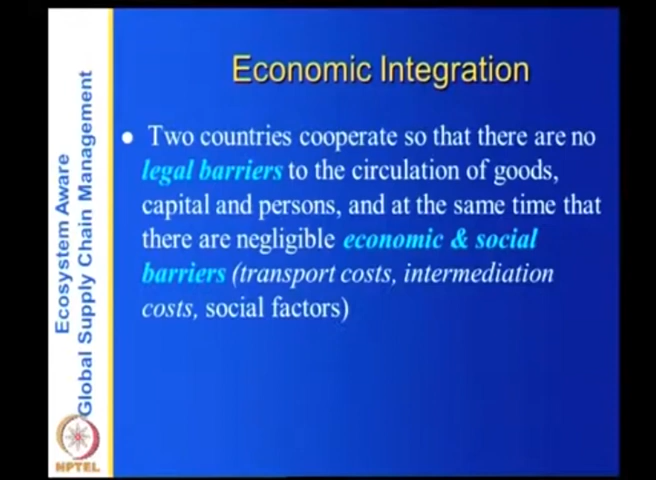 Economic Integration
Two countries cooperate so that there are no
legal barriers to the circulation of goods,
capital and persons, and at the same time that
there are negligible economic & social
barriers (transport costs, intermediation
costs, social factors)
Ecosystem Aware
Global Supply Chain Management
NPTEL